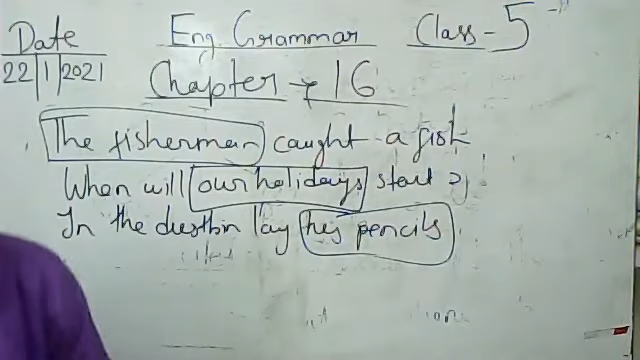 Date Eng. Grammar Class-5
22|1|2021 Chapter - 16
The fisherman caught a fish
When will our holidays start ?
In the dustbin lay his pencils